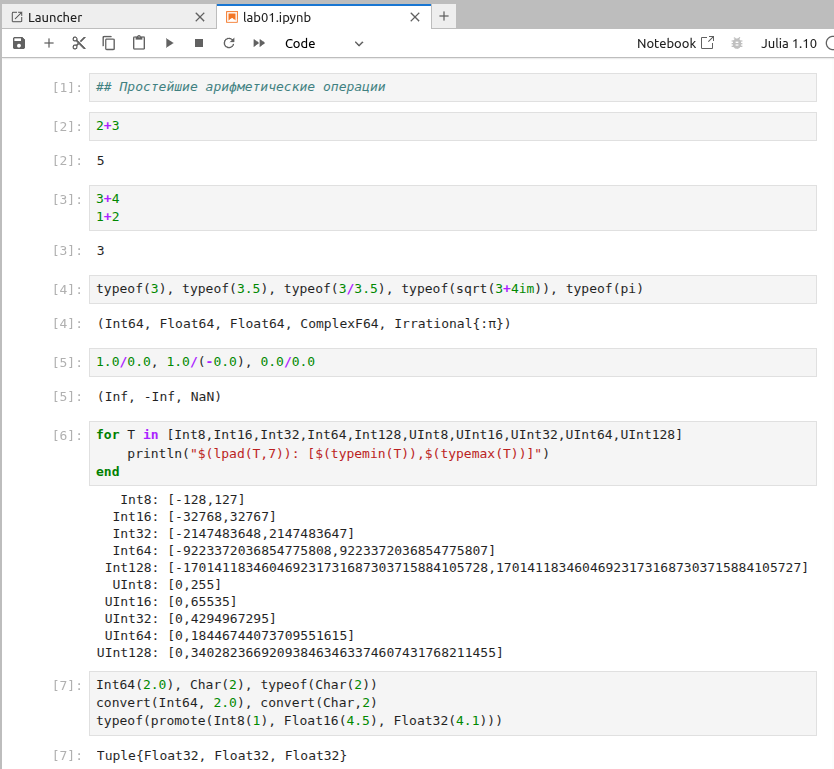 Launcher
lab01.ipynb
Code
Notebook
Julia 1.10
[1]: ## Простейшие арифметические операции
[2]: 2+3
[2]: 5
[3]: 3+4
1+2
[3]: 3
[4]: typeof(3), typeof(3.5), typeof(3/3.5), typeof(sqrt(3+4im)), typeof(pi)
[4]: (Int64, Float64, Float64, ComplexF64, Irrational{:π})
[5]: 1.0/0.0, 1.0/(-0.0), 0.0/0.0
[5]: (Inf, -Inf, NaN)
[6]: for T in [Int8,Int16,Int32,Int64,Int128,UInt8,UInt16,UInt32,UInt64,UInt128]
    println("$(lpad(T,7)): [$(typemin(T)),$(typemax(T))]")
end
   Int8: [-128,127]
  Int16: [-32768,32767]
  Int32: [-2147483648,2147483647]
  Int64: [-9223372036854775808,9223372036854775807]
 Int128: [-170141183460469231731687303715884105728,170141183460469231731687303715884105727]
  UInt8: [0,255]
 UInt16: [0,65535]
 UInt32: [0,4294967295]
 UInt64: [0,18446744073709551615]
UInt128: [0,340282366920938463463374607431768211455]
[7]: Int64(2.0), Char(2), typeof(Char(2))
convert(Int64, 2.0), convert(Char,2)
typeof(promote(Int8(1), Float16(4.5), Float32(4.1)))
[7]: Tuple{Float32, Float32, Float32}